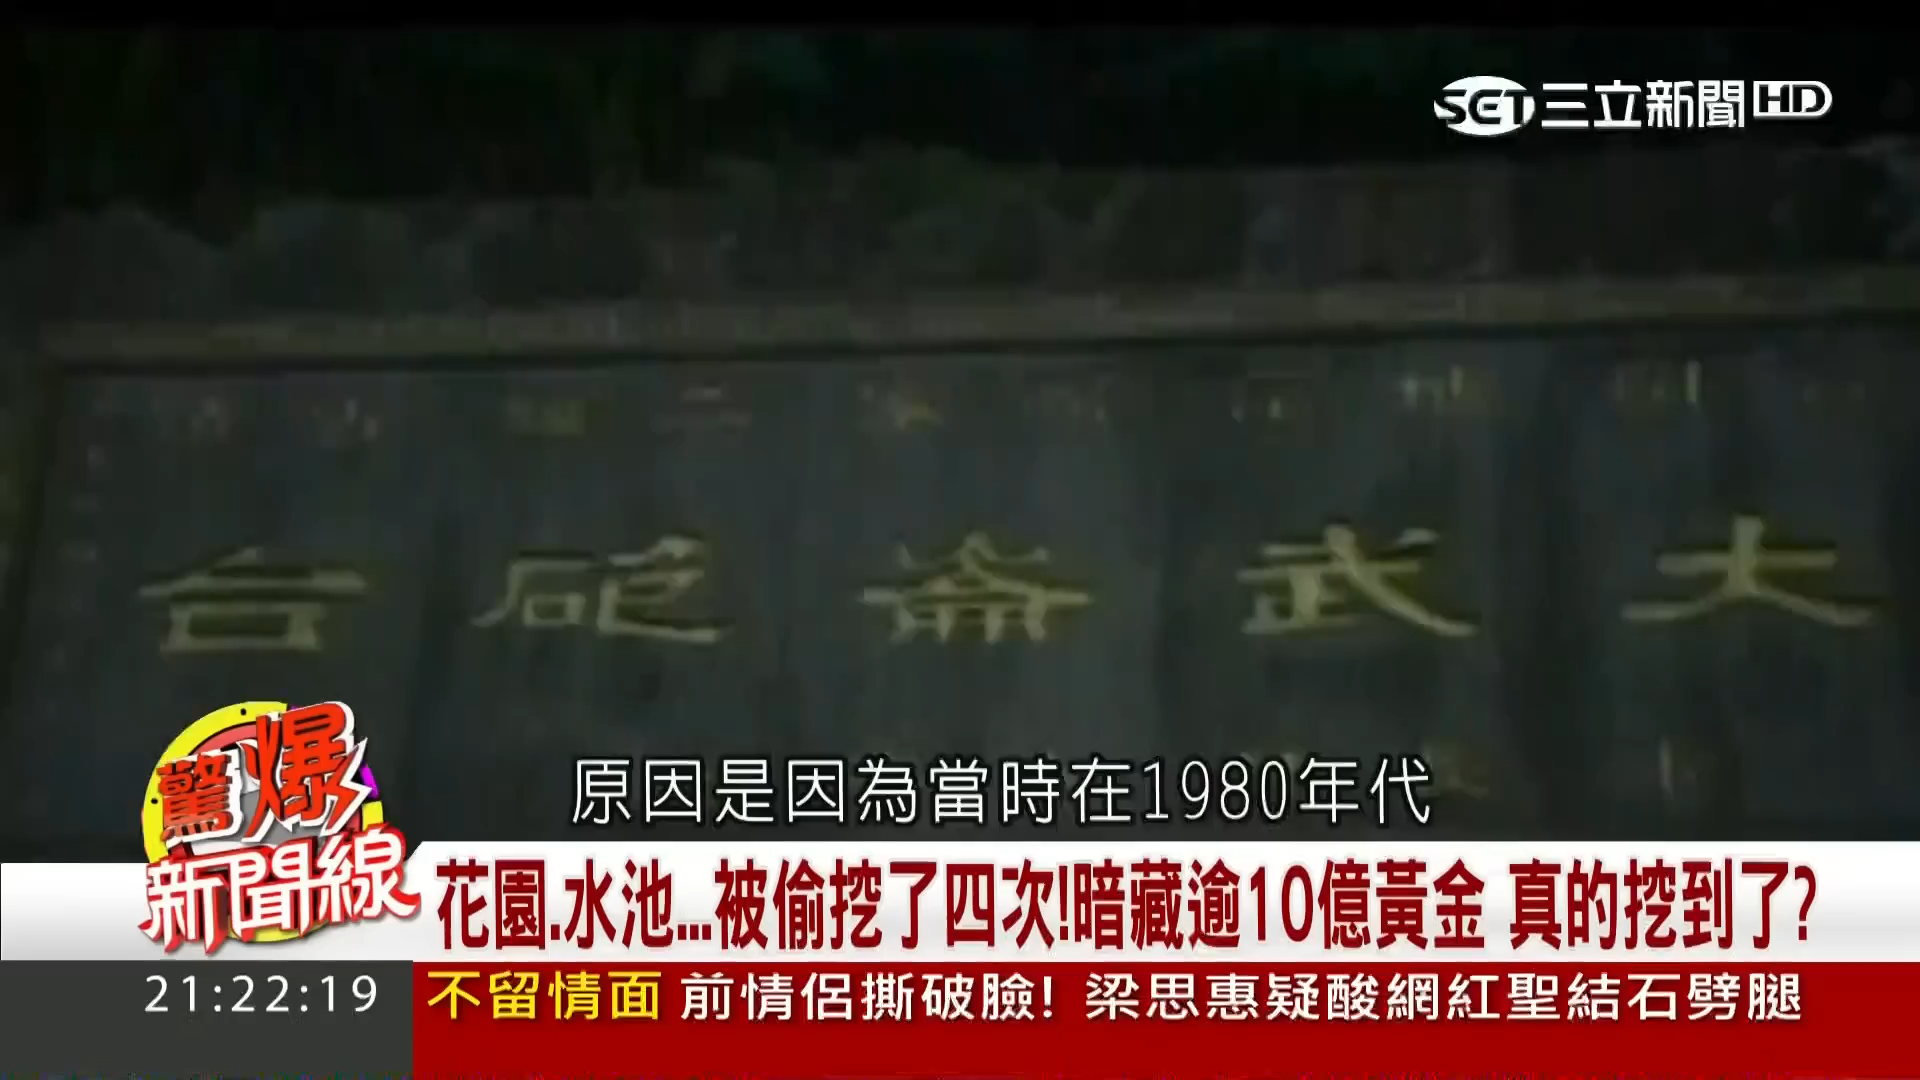 SET三立新聞HD
台砲崙武大
原因是因為當時在1980年代
驚爆
新聞線
花園.水池...被偷挖了四次!暗藏逾10億黃金 真的挖到了?
21:22:19
不留情面 前情侶撕破臉! 梁思惠疑酸網紅聖結石劈腿